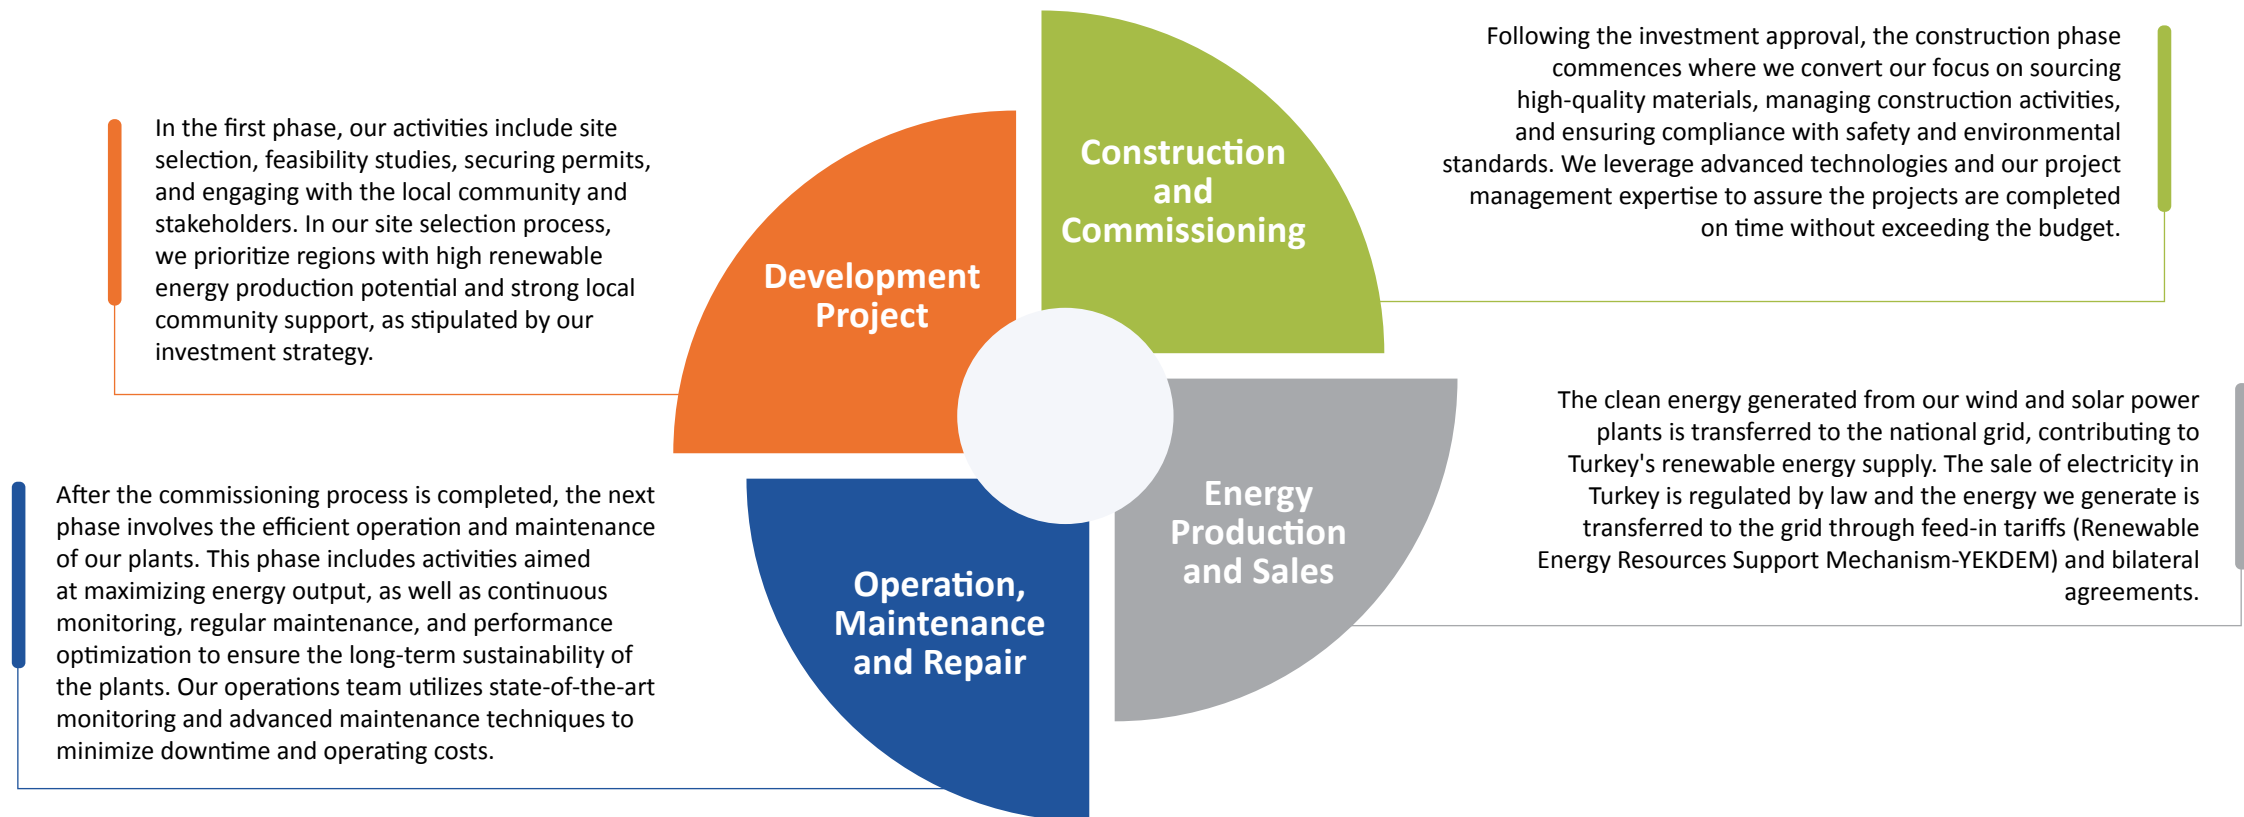 In the first phase, our activities include site
selection, feasibility studies, securing permits,
and engaging with the local community and
stakeholders. In our site selection process,
we prioritize regions with high renewable
energy production potential and strong local
community support, as stipulated by our
investment strategy.
Development
Project
Construction
and
Commissioning
Following the investment approval, the construction phase
commences where we convert our focus on sourcing
high-quality materials, managing construction activities,
and ensuring compliance with safety and environmental
standards. We leverage advanced technologies and our project
management expertise to assure the projects are completed
on time without exceeding the budget.
After the commissioning process is completed, the next
phase involves the efficient operation and maintenance
of our plants. This phase includes activities aimed
at maximizing energy output, as well as continuous
monitoring, regular maintenance, and performance
optimization to ensure the long-term sustainability of
the plants. Our operations team utilizes state-of-the-art
monitoring and advanced maintenance techniques to
minimize downtime and operating costs.
Operation,
Maintenance
and Repair
Energy
Production
and Sales
The clean energy generated from our wind and solar power
plants is transferred to the national grid, contributing to
Turkey's renewable energy supply. The sale of electricity in
Turkey is regulated by law and the energy we generate is
transferred to the grid through feed-in tariffs (Renewable
Energy Resources Support Mechanism-YEKDEM) and bilateral
agreements.